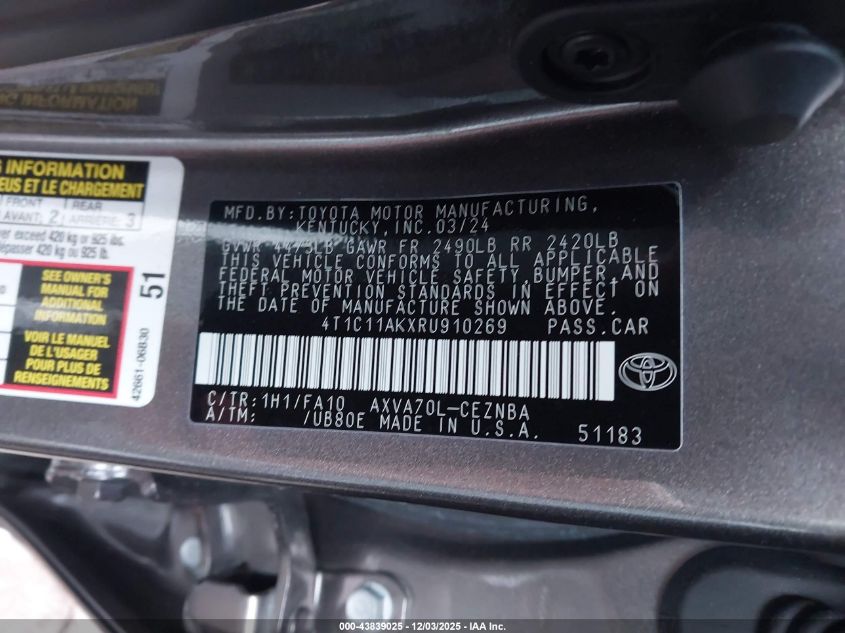 G INFORMATION
EUS ET LE CHARGEMENT
FRONT REAR
AVANT: 2 ARRIÈRE: 3
ever exceed 420 kg or 925 lbs.
épasser 420 kg ou 925 lb.
SEE OWNER'S
MANUAL FOR
ADDITIONAL
INFORMATION
VOIR LE MANUEL
DE L'USAGER
POUR PLUS DE
RENSEIGNEMENTS
51
42661-06B30
MFD.BY:TOYOTA MOTOR MANUFACTURING,
KENTUCKY,INC.03/24
GVWR 4475LB GAWR FR 2490LB RR 2420LB
THIS VEHICLE CONFORMS TO ALL APPLICABLE
FEDERAL MOTOR VEHICLE SAFETY,BUMPER,AND
THEFT PREVENTION STANDARDS IN EFFECT ON
THE DATE OF MANUFACTURE SHOWN ABOVE.
4T1C11AKXRU910269 PASS.CAR
C/TR:1H1/FA10 AXVA70L-CEZNBA
A/TM: /UB80E MADE IN U.S.A. 51183
000-43839025 - 12/03/2025 - IAA Inc.